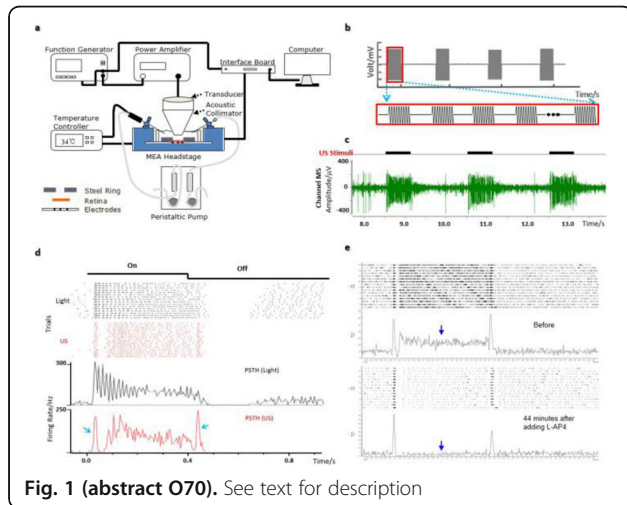 a
Function Generator
Power Amplifier
Interface Board
Computer
Transducer
Acoustic
Collimator
Temperature
Controller
34℃
MEA Headstage
Steel Ring
Retina
Electrodes
Peristaltic Pump
b
Volt/mV
Time/s
c
US Stimuli
Channel MS
Amplitude/μV
400
0
-400
8.0 9.0 10.0 11.0 12.0 13.0 Time/s
d
On Off
Trials
Light
US
Firing Rate/Hz
300
PSTH (Light)
250
PSTH (US)
0.0 0.4 0.8
Time/s
e
Before
44 minutes after
adding L-AP4
Fig. 1 (abstract O70). See text for description